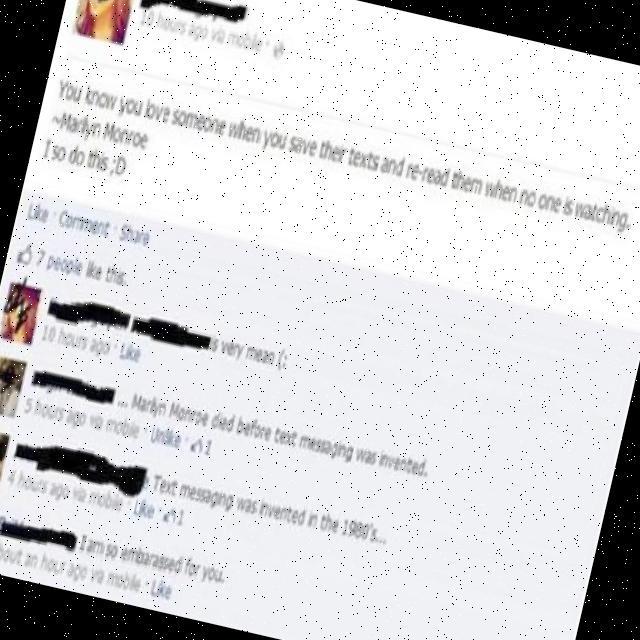 10 hours ago via mobile ·
You know you love someone when you save ther texts and re-read them when no one is watching.
~Marilyn Monroe
I so do this ;D
Like · Comment · Share
7 people like this.
s very mean (;
10 hours ago · Like
... Marilyn Monroe died before text messaging was invented.
5 hours ago via mobile · Unlike · 1
Text messaging was invented in the 1980's...
4 hours ago via mobile · Like · 1
I am so embarassed for you.
about an hour ago via mobile · Like